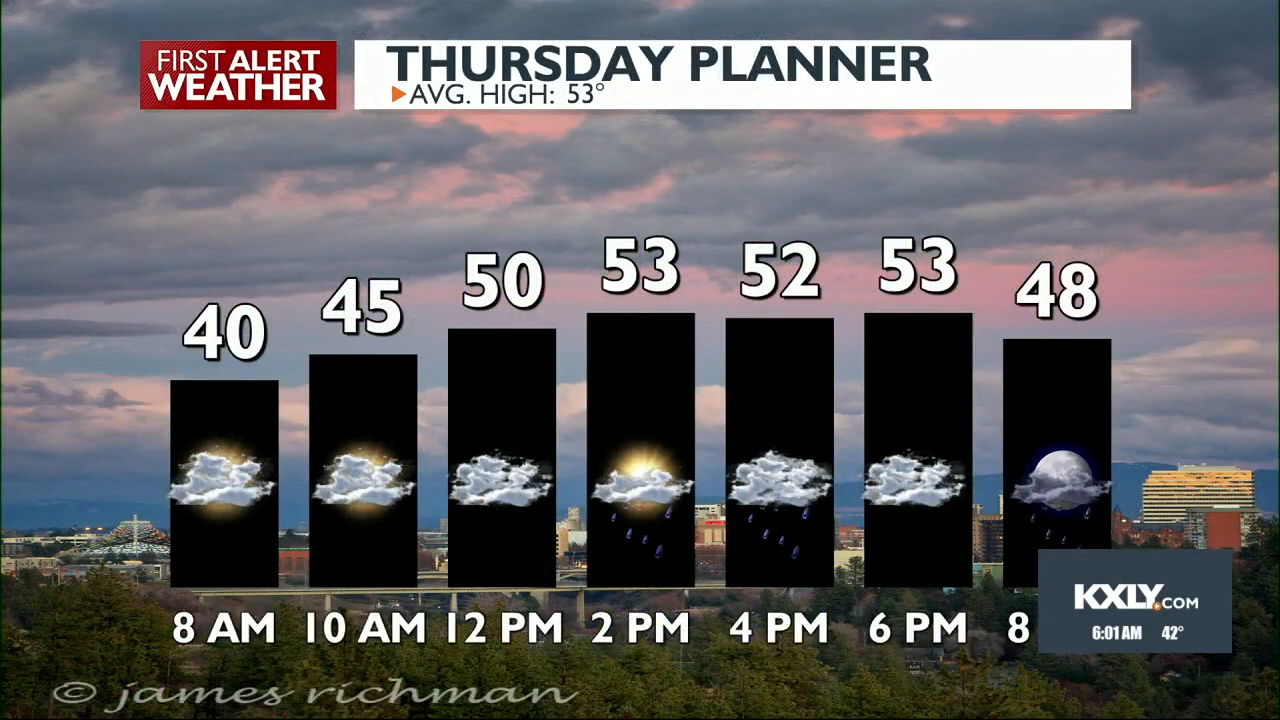 FIRST ALERT
WEATHER
THURSDAY PLANNER
AVG. HIGH: 53°
40 45 50 53 52 53 48
8 AM 10 AM 12 PM 2 PM 4 PM 6 PM 8
KXLY.COM
6:01 AM 42°
© james richman